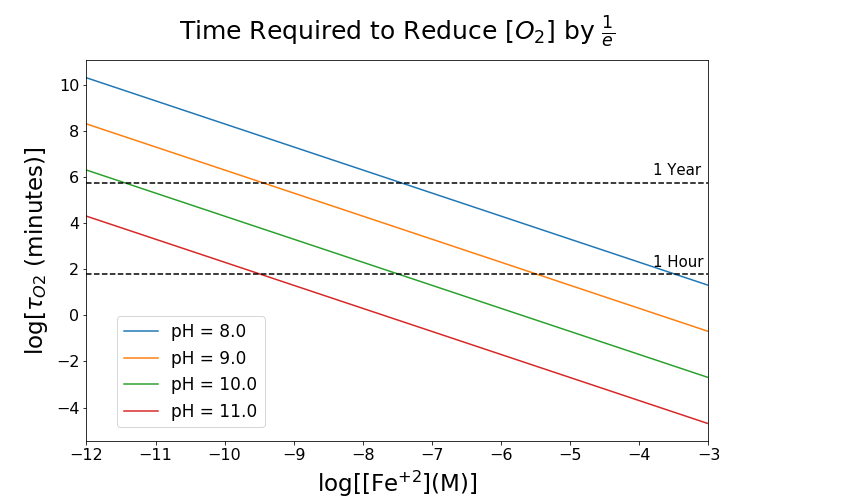 Time Required to Reduce [O₂] by 1/e
log[τO2 (minutes)]
10
8
6
4
2
0
−2
−4
1 Year
1 Hour
pH = 8.0
pH = 9.0
pH = 10.0
pH = 11.0
−12 −11 −10 −9 −8 −7 −6 −5 −4 −3
log[[Fe⁺²](M)]